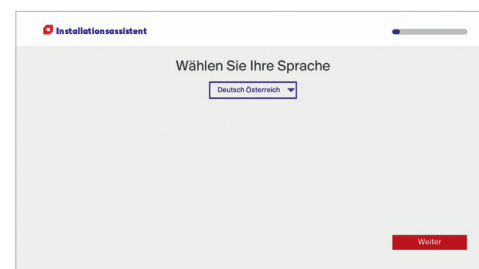 Installationsassistent
Wählen Sie Ihre Sprache
Deutsch Österreich
Weiter